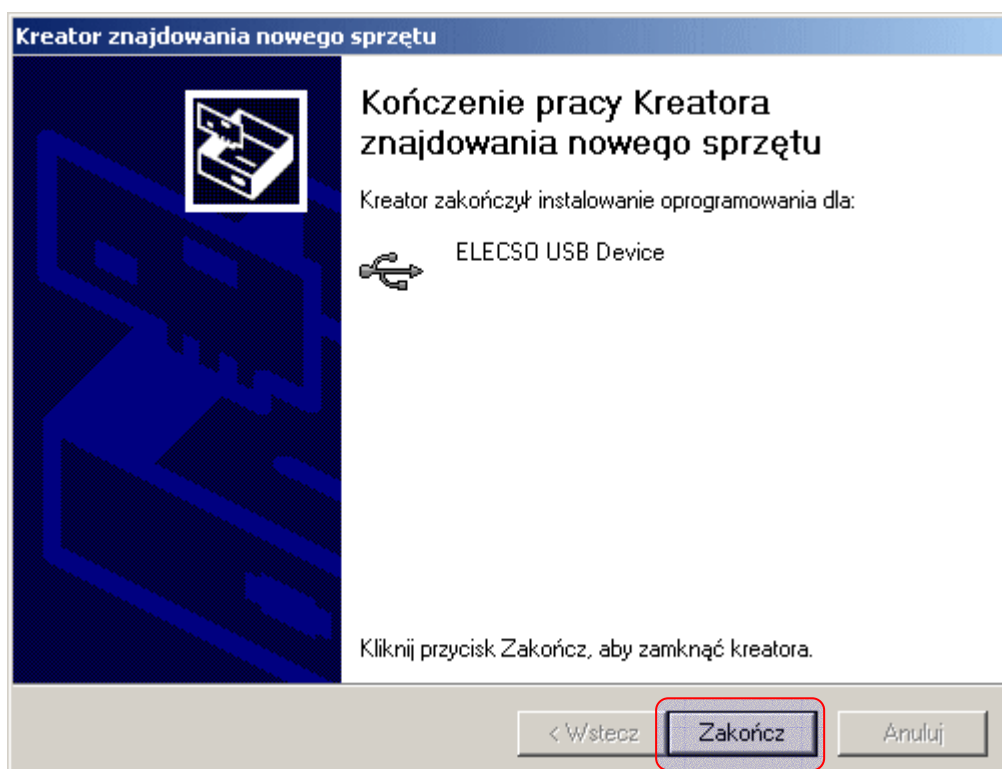 Kreator znajdowania nowego sprzętu
Kończenie pracy Kreatora
znajdowania nowego sprzętu
Kreator zakończył instalowanie oprogramowania dla:
ELECSO USB Device
Kliknij przycisk Zakończ, aby zamknąć kreatora.
< Wstecz Zakończ Anuluj